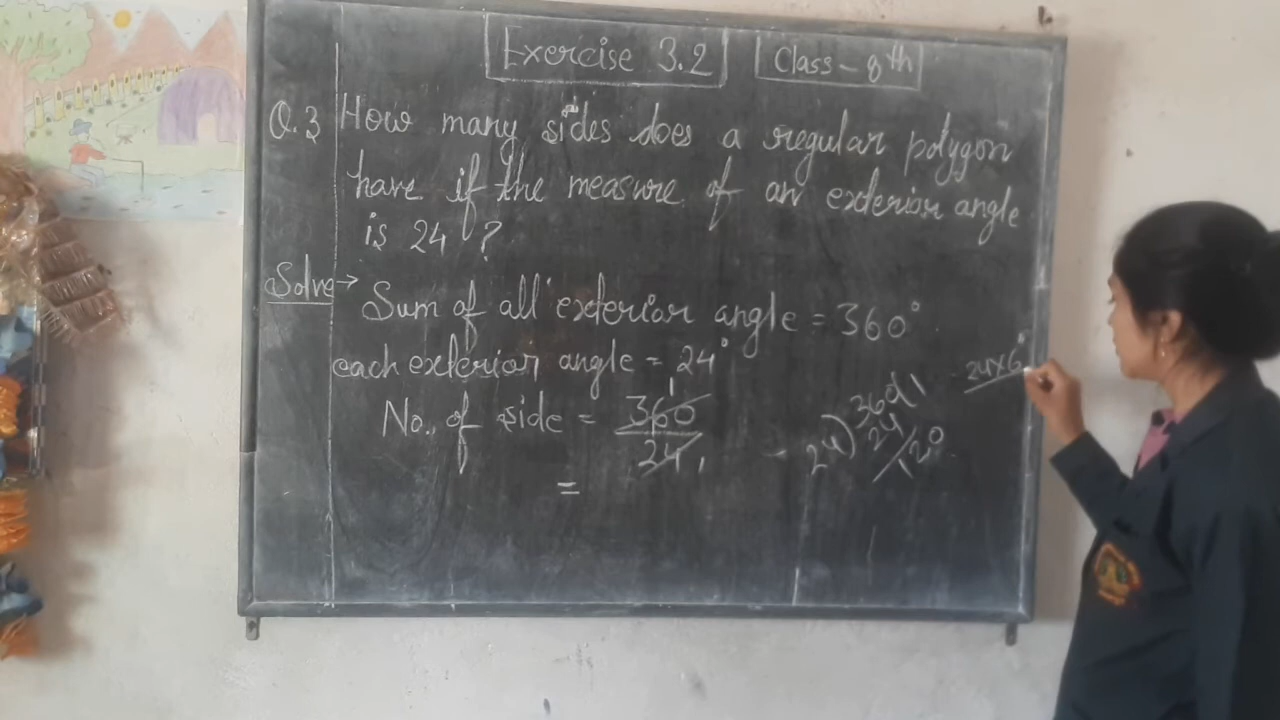 Exercise 3.2
Class - 8th
Q.3 How many sides does a regular polygon
have if the measure of an exterior angle
is 24°?
Solve → Sum of all exterior angle = 360°
each exterior angle = 24°
No. of side = 360/24
=
24)360(1
24
120
24×6